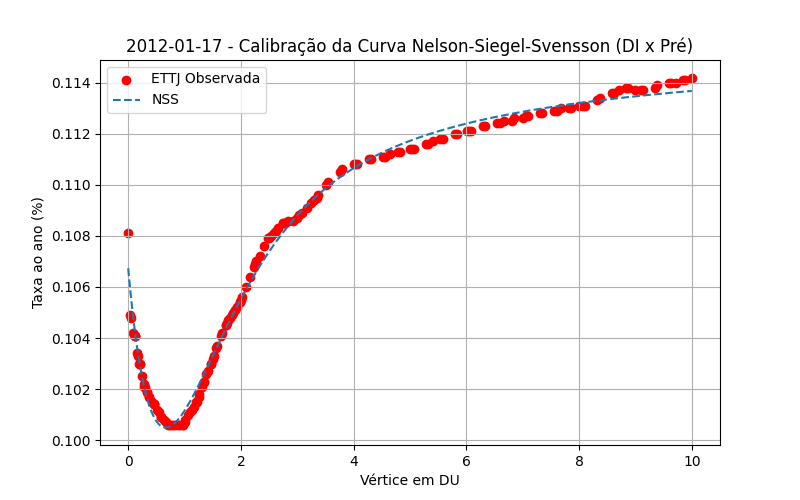 2012-01-17 - Calibração da Curva Nelson-Siegel-Svensson (DI x Pré)
ETTJ Observada
NSS
Taxa ao ano (%)
0.114
0.112
0.110
0.108
0.106
0.104
0.102
0.100
0 2 4 6 8 10
Vértice em DU